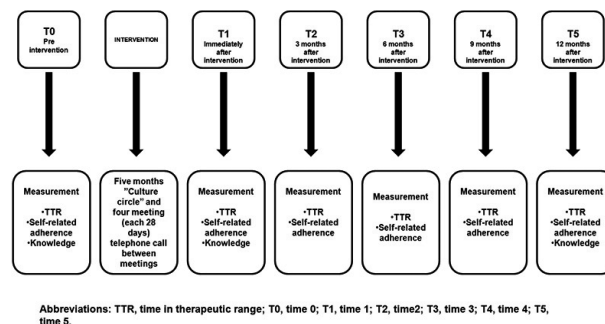 T0
Pre
intervention
INTERVENTION
T1
Immediately
after
intervention
T2
3 months
after
intervention
T3
6 months
after
intervention
T4
9 months
after
intervention
T5
12 months
after
intervention
Measurement
•TTR
•Self-related
adherence
•Knowledge
Five months
"Culture
circle" and
four meeting
(each 28
days)
telephone call
between
meetings
Measurement
•TTR
•Self-related
adherence
•Knowledge
Measurement
•TTR
•Self-related
adherence
Measurement
•TTR
•Self-related
adherence
Measurement
•TTR
•Self-related
adherence
Measurement
•TTR
•Self-related
adherence
•Knowledge
Abbreviations: TTR, time in therapeutic range; T0, time 0; T1, time 1; T2, time2; T3, time 3; T4, time 4; T5,
time 5.